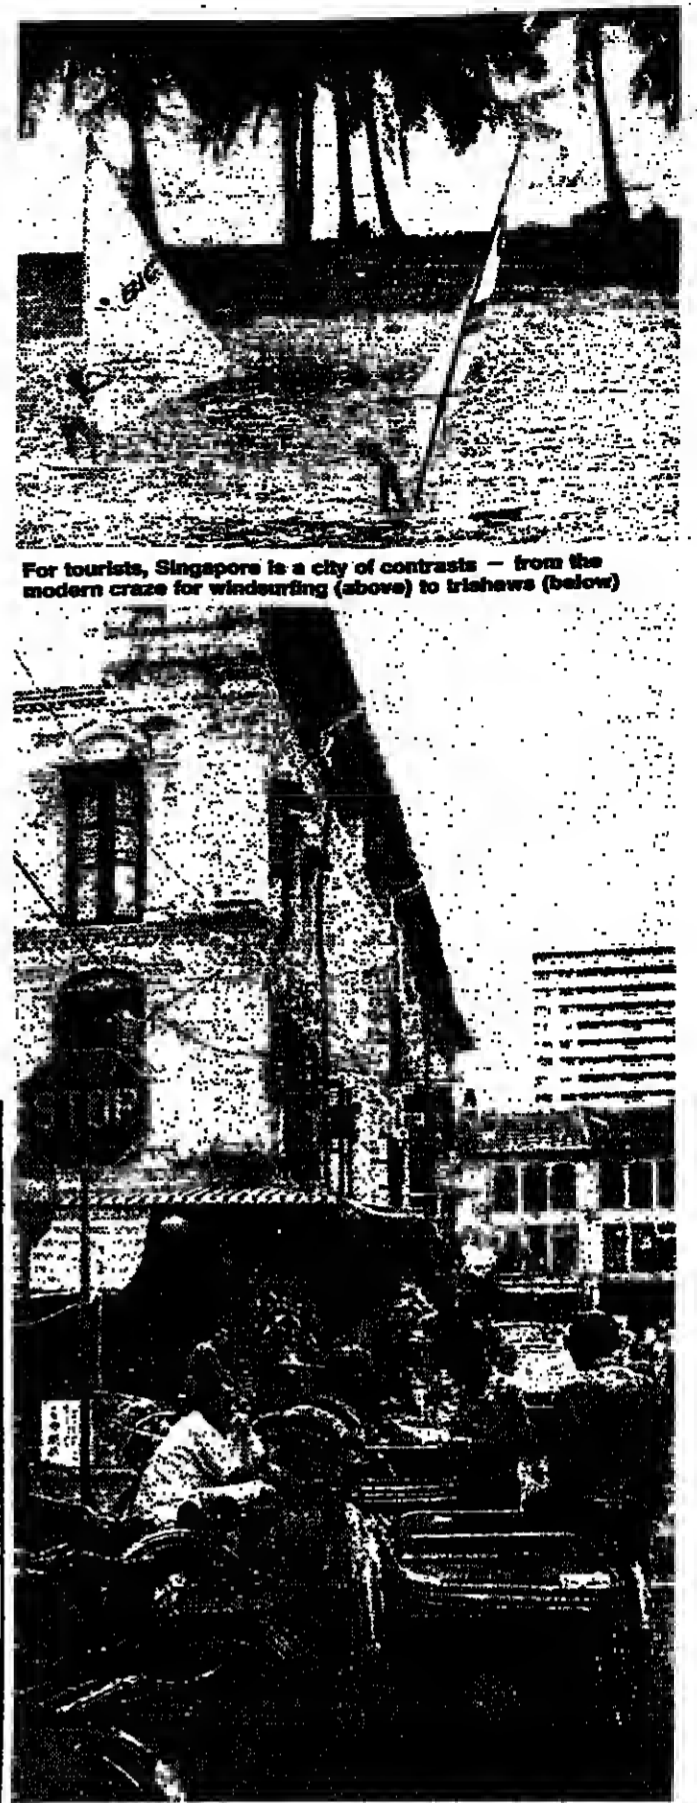 For tourists, Singapore is a city of contrasts — from the
modern craze for windsurfing (above) to trishaws (below)
STOP